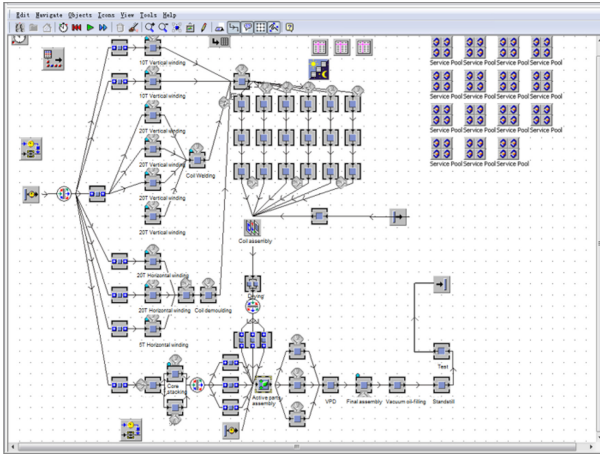 Edit Navigate Objects Icons View Tools Help
10T Vertical winding
10T Vertical winding
20T Vertical winding
20T Vertical winding
20T Vertical winding
20T Vertical winding
Coil Welding
20T Horizontal winding
20T Horizontal winding
Coil demoulding
5T Horizontal winding
Core
stacking
Coil assembly
Drying
Active part
assembly
VPD
Final assembly
Vacuum oil-filling
Standstill
Test
Service Pool Service Pool Service Pool Service Pool
Service Pool Service Pool Service Pool Service Pool
Service Pool Service Pool Service Pool Service Pool
Service Pool Service Pool Service Pool